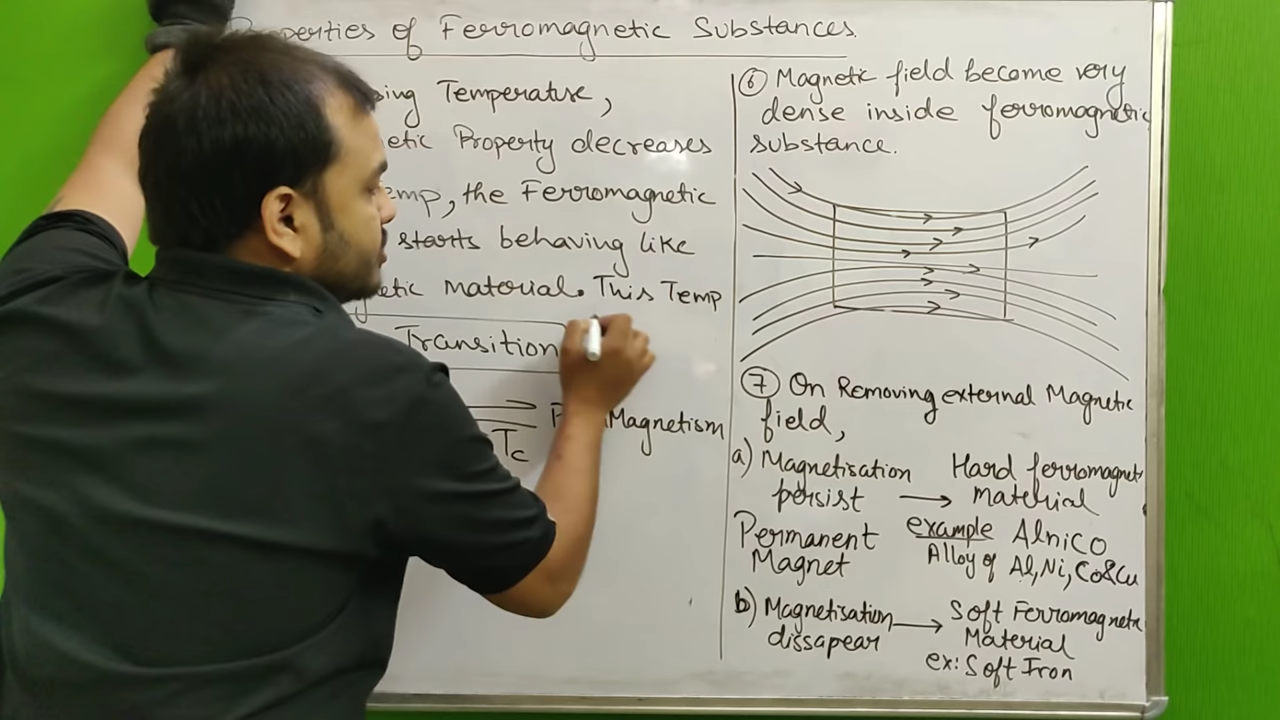 Properties of Ferromagnetic Substances.
sing Temperature,
etic Property decreases
emp, the Ferromagnetic
starts behaving like
etic material. This Temp
Transition
Magnetism
Tc
⑥ Magnetic field become very
dense inside ferromagnetic
substance.
⑦ On Removing external Magnetic
field,
a) Magnetisation persist → Hard ferromagnet material
Permanent Magnet
example Alnico
Alloy of Al, Ni, Co & Cu
b) Magnetisation dissapear → Soft Ferromagnetic Material
ex: Soft Iron